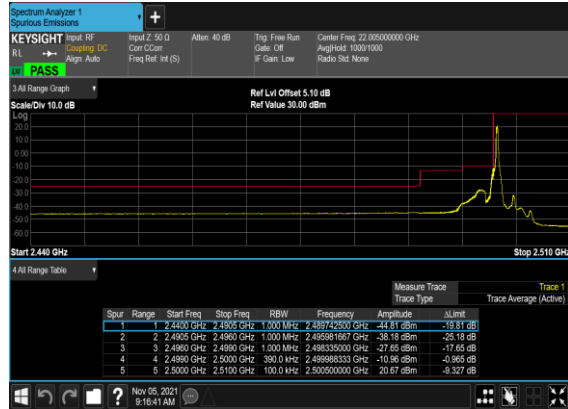 Spectrum Analyzer 1
Spurious Emissions
KEYSIGHT Input: RF Input Z: 50 Ω Atten: 40 dB Trig: Free Run Center Freq: 22.005000000 GHz
RL Coupling: DC Corr CCorr Gate: Off Avg|Hold: 1000/1000
Align: Auto Freq Ref: Int (S) IF Gain: Low Radio Std: None
PASS
3 All Range Graph
Ref Lvl Offset 5.10 dB
Scale/Div 10.0 dB Ref Value 30.00 dBm
Log
20.0
10.0
0.00
-10.0
-20.0
-30.0
-40.0
-50.0
-60.0
Start 2.440 GHz Stop 2.510 GHz
4 All Range Table
Measure Trace Trace 1
Trace Type Trace Average (Active)
Spur Range Start Freq Stop Freq RBW Frequency Amplitude ΔLimit
1 1 2.4400 GHz 2.4905 GHz 1.000 MHz 2.489742500 GHz -44.81 dBm -19.81 dB
2 2 2.4905 GHz 2.4960 GHz 1.000 MHz 2.495981667 GHz -38.18 dBm -25.18 dB
3 3 2.4960 GHz 2.4990 GHz 1.000 MHz 2.498335000 GHz -27.65 dBm -17.65 dB
4 4 2.4990 GHz 2.5000 GHz 390.0 kHz 2.499988333 GHz -10.96 dBm -0.965 dB
5 5 2.5000 GHz 2.5100 GHz 100.0 kHz 2.500500000 GHz 20.67 dBm -9.327 dB
Nov 05, 2021
9:16:41 AM